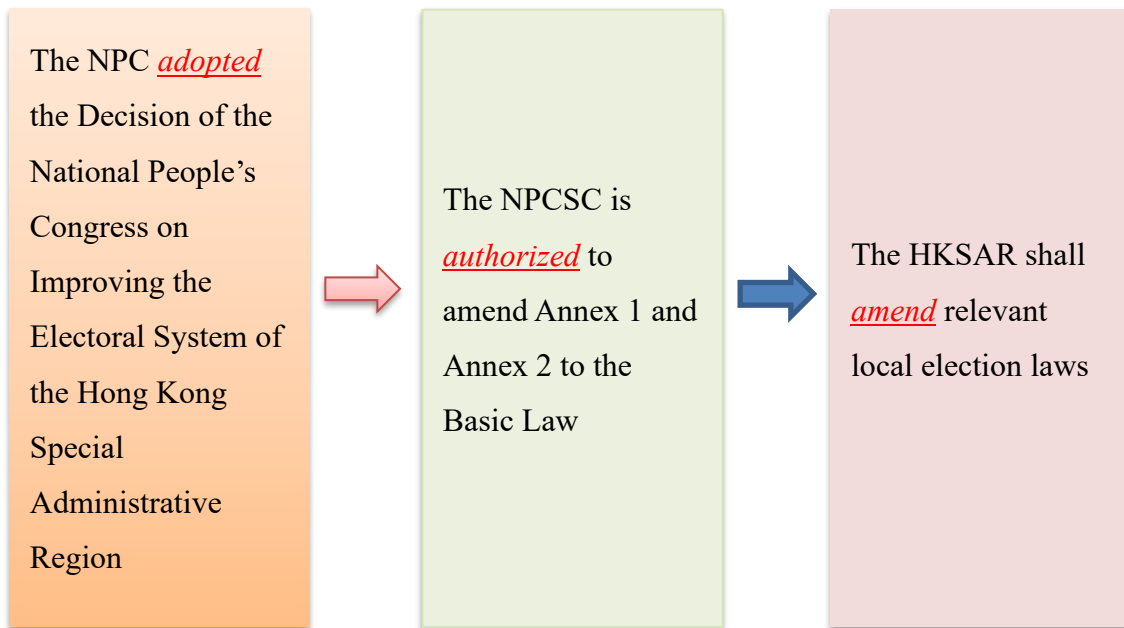 The NPC adopted
the Decision of the
National People’s
Congress on
Improving the
Electoral System of
the Hong Kong
Special
Administrative
Region
The NPCSC is
authorized to
amend Annex 1 and
Annex 2 to the
Basic Law
The HKSAR shall
amend relevant
local election laws